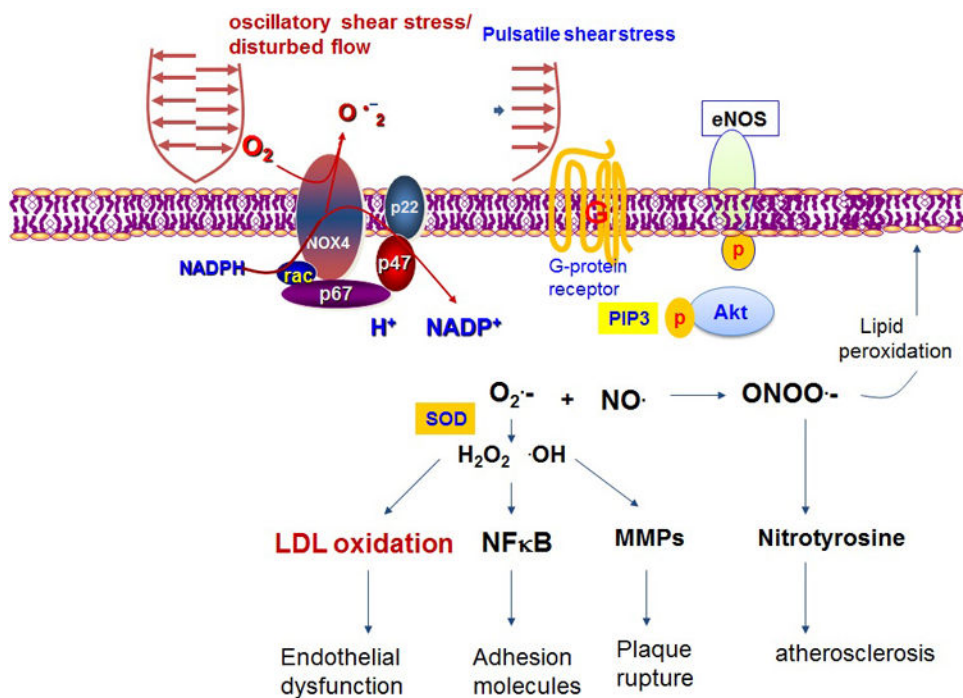 oscillatory shear stress/
disturbed flow
Pulsatile shear stress
eNOS
O₂
O·⁻₂
NOX4
p22
G
NADPH
rac
p47
p67
p
G-protein
receptor
H⁺ NADP⁺
PIP3
p
Akt
Lipid
peroxidation
O₂·- + NO· ONOO·-
SOD
H₂O₂ ·OH
LDL oxidation
NFκB
MMPs
Nitrotyrosine
Endothelial
dysfunction
Adhesion
molecules
Plaque
rupture
atherosclerosis